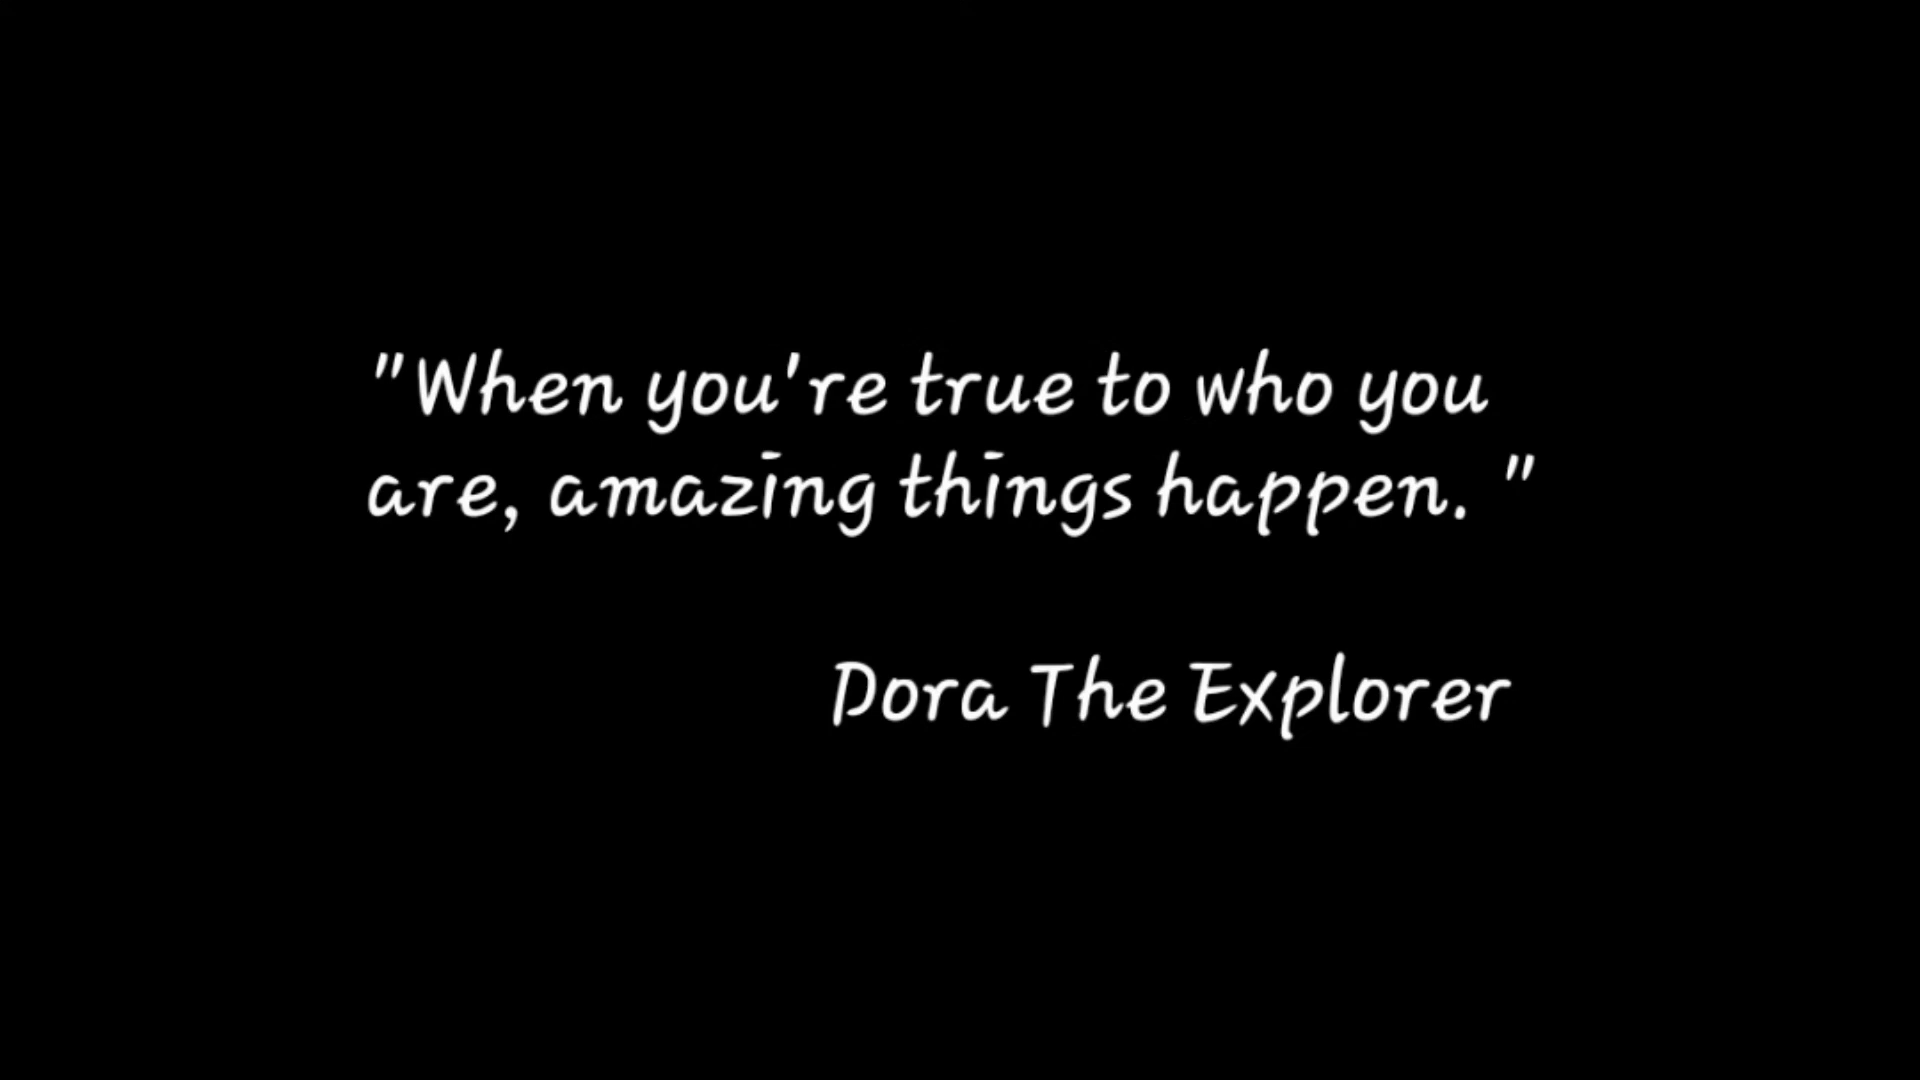 "When you're true to who you
are, amazing things happen. "
Dora The Explorer